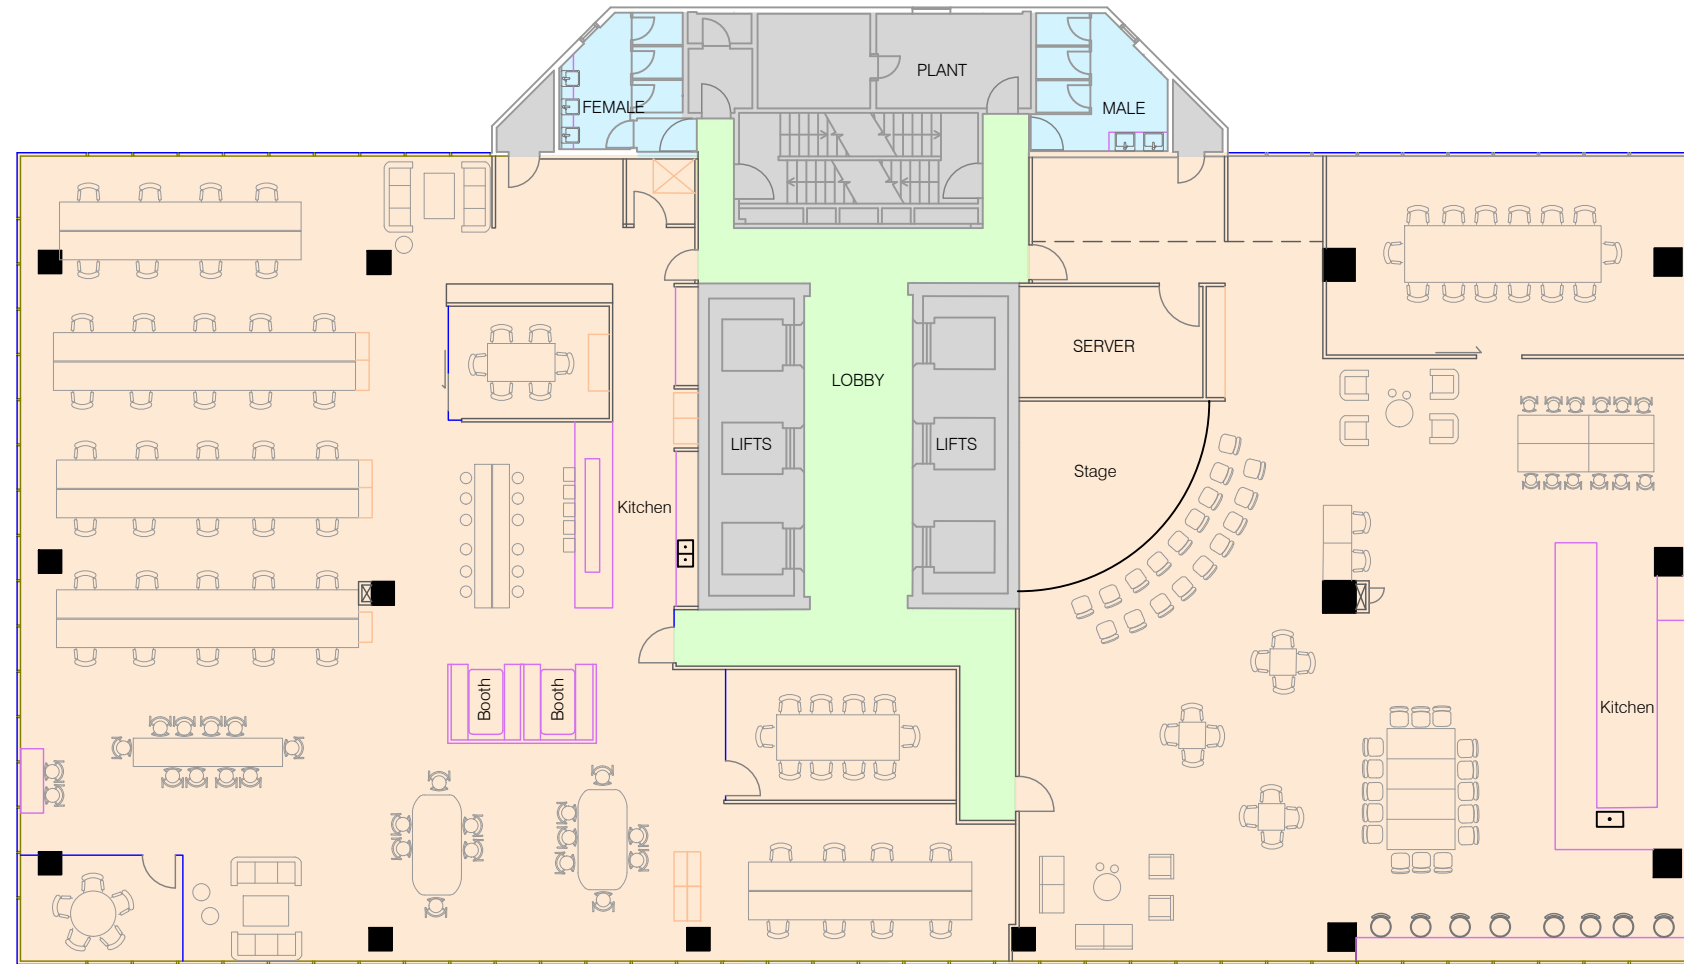 PLANT
FEMALE
MALE
SERVER
LOBBY
LIFTS
LIFTS
Stage
Kitchen
Booth
Booth
Kitchen